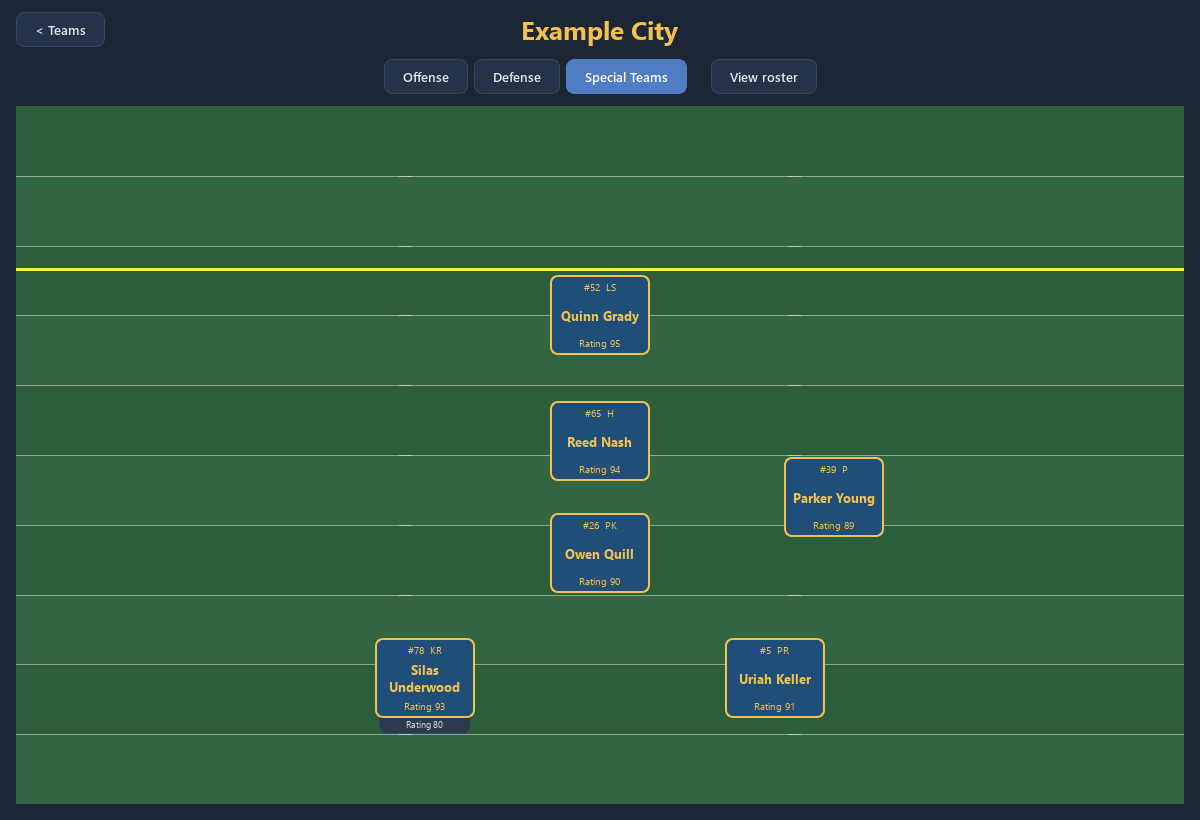 < Teams
Example City
Offense
Defense
Special Teams
View roster
#52 LS
Quinn Grady
Rating 95
#65 H
Reed Nash
Rating 94
#39 P
Parker Young
Rating 89
#26 PK
Owen Quill
Rating 90
#78 KR
Silas
Underwood
Rating 93
Rating 80
#5 PR
Uriah Keller
Rating 91